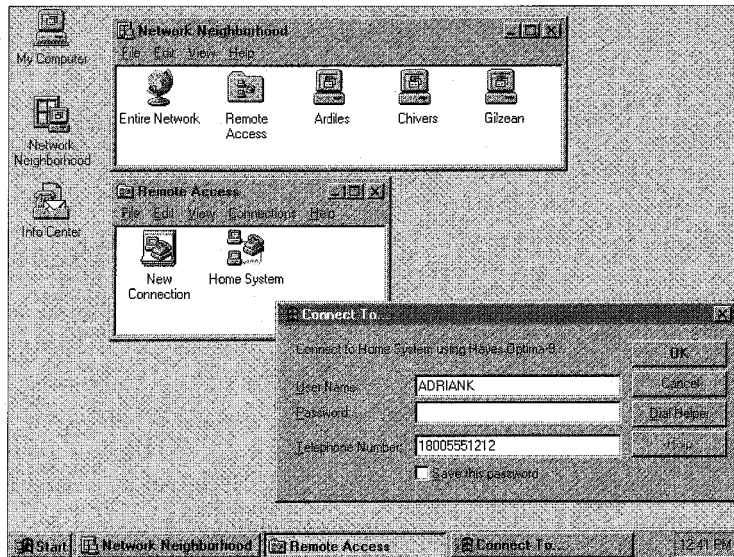 My Computer
Network
Neighborhood
Info Center
Network Neighborhood
File Edit View Help
Entire Network
Remote
Access
Ardiles
Chivers
Gilzean
Remote Access
File Edit View Connections Help
New
Connection
Home System
Connect To...
Connect to Home System using Hayes Optima 9...
User Name:
ADRIANK
Password:
Telephone Number:
18005551212
Save this password
OK
Cancel
Dial Helper
Help
Start
Network Neighborhood
Remote Access
Connect To...
12:41 PM